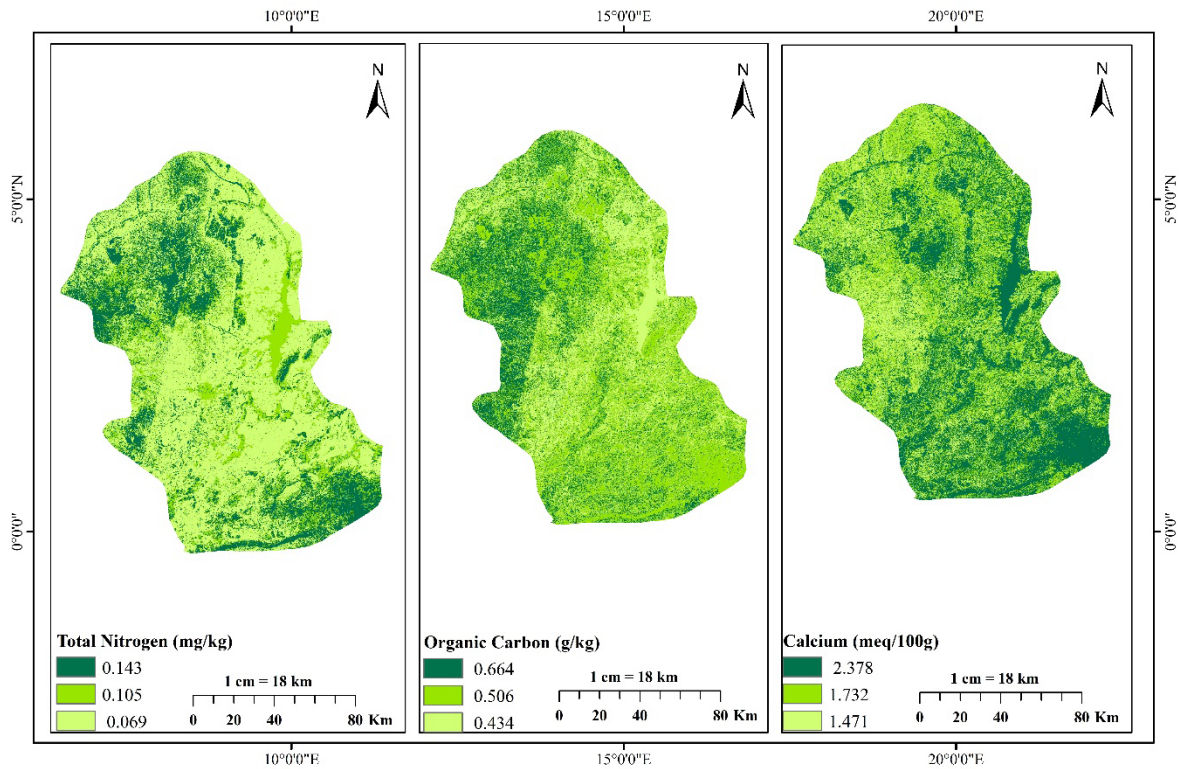 10°0'0"E 15°0'0"E 20°0'0"E
N N N
5°0'0"N 5°0'0"N
0°0'0" 0°0'0"
Total Nitrogen (mg/kg)
0.143
0.105
0.069
1 cm = 18 km
0 20 40 80 Km
Organic Carbon (g/kg)
0.664
0.506
0.434
1 cm = 18 km
0 20 40 80 Km
Calcium (meq/100g)
2.378
1.732
1.471
1 cm = 18 km
0 20 40 80 Km
10°0'0"E 15°0'0"E 20°0'0"E